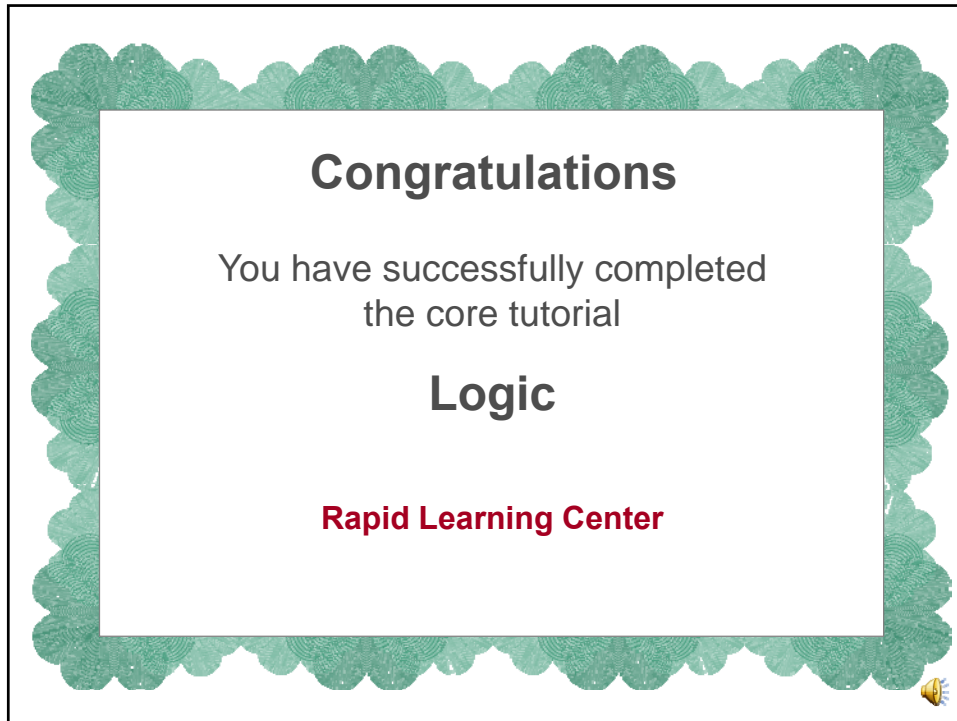 Congratulations
You have successfully completed
the core tutorial
Logic
Rapid Learning Center